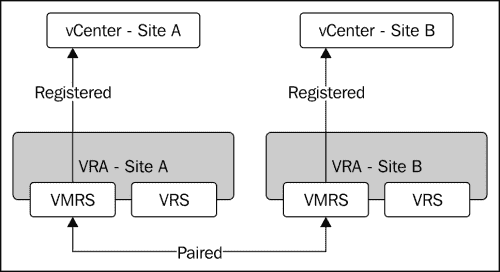 vCenter - Site A
vCenter - Site B
Registered
Registered
VRA - Site A
VRA - Site B
VMRS
VRS
VMRS
VRS
Paired